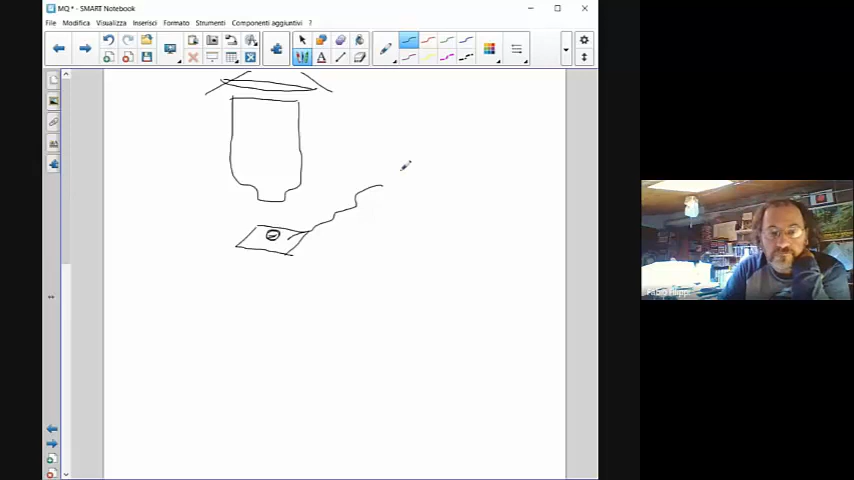 MQ * - SMART Notebook
File Modifica Visualizza Inserisci Formato Strumenti Componenti aggiuntivi ?